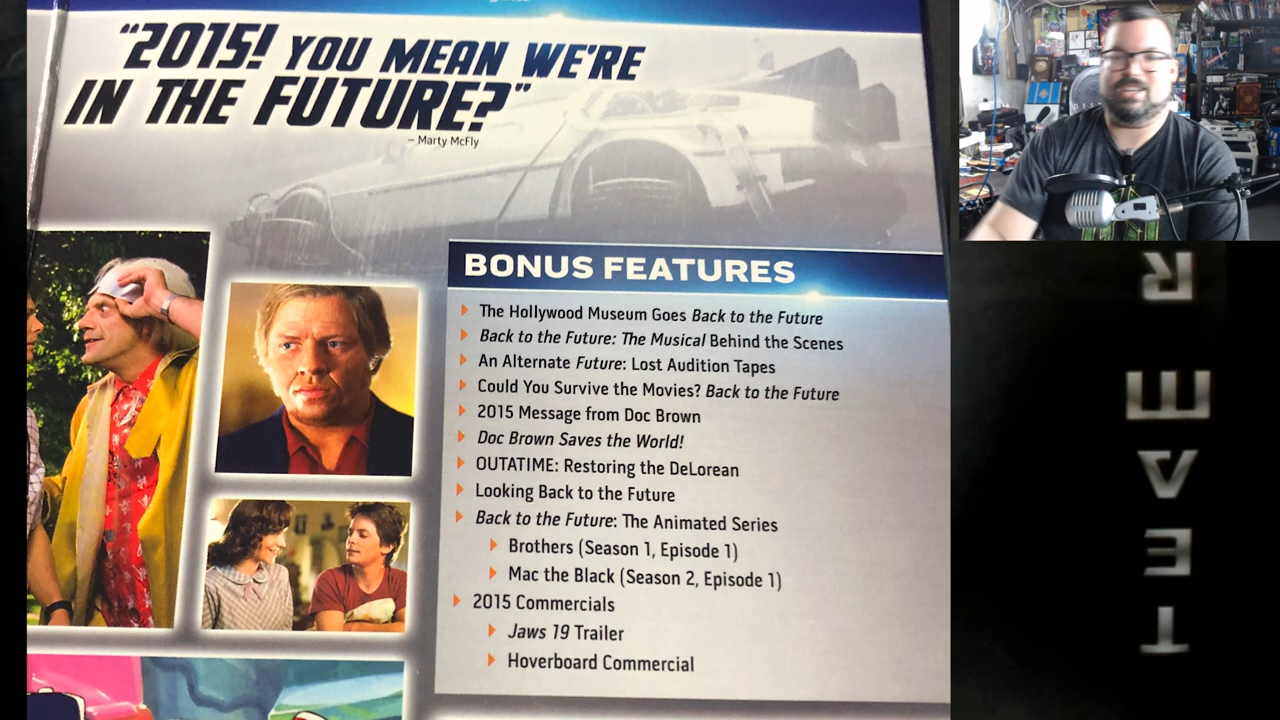 "2015! YOU MEAN WE'RE
IN THE FUTURE?"
– Marty McFly
BONUS FEATURES
The Hollywood Museum Goes Back to the Future
Back to the Future: The Musical Behind the Scenes
An Alternate Future: Lost Audition Tapes
Could You Survive the Movies? Back to the Future
2015 Message from Doc Brown
Doc Brown Saves the World!
OUTATIME: Restoring the DeLorean
Looking Back to the Future
Back to the Future: The Animated Series
Brothers (Season 1, Episode 1)
Mac the Black (Season 2, Episode 1)
2015 Commercials
Jaws 19 Trailer
Hoverboard Commercial